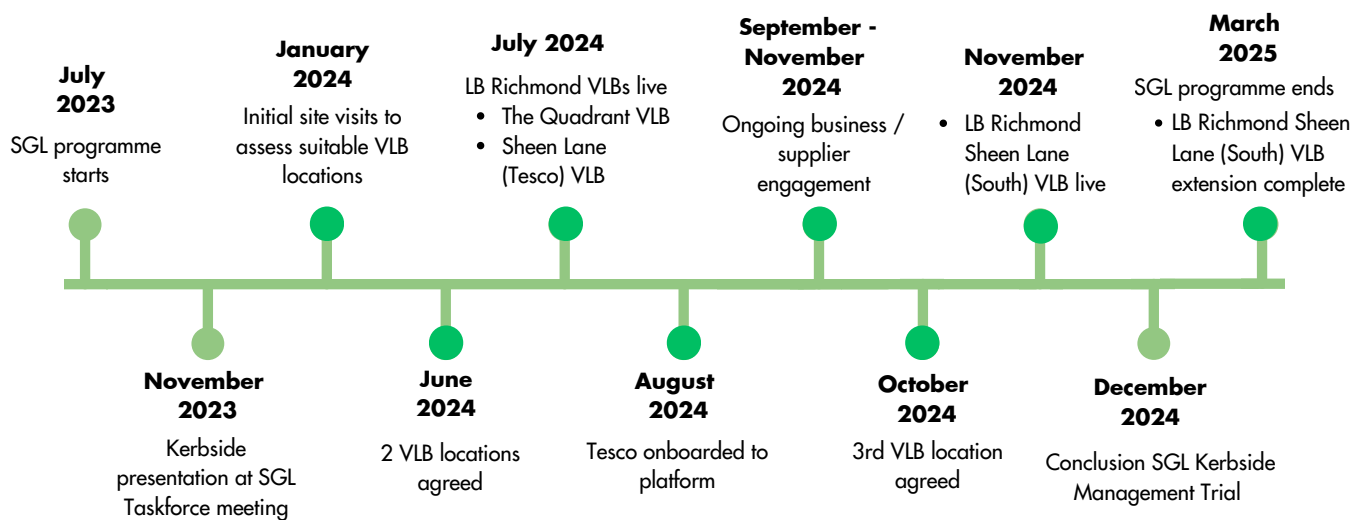 July
2023
SGL programme
starts
November
2023
Kerbside
presentation at SGL
Taskforce meeting
January
2024
Initial site visits to
assess suitable VLB
locations
June
2024
2 VLB locations
agreed
July 2024
LB Richmond VLBs live
• The Quadrant VLB
• Sheen Lane
(Tesco) VLB
August
2024
Tesco onboarded to
platform
September -
November
2024
Ongoing business /
supplier
engagement
October
2024
3rd VLB location
agreed
November
2024
• LB Richmond
Sheen Lane
(South) VLB live
December
2024
Conclusion SGL Kerbside
Management Trial
March
2025
SGL programme ends
• LB Richmond Sheen
Lane (South) VLB
extension complete